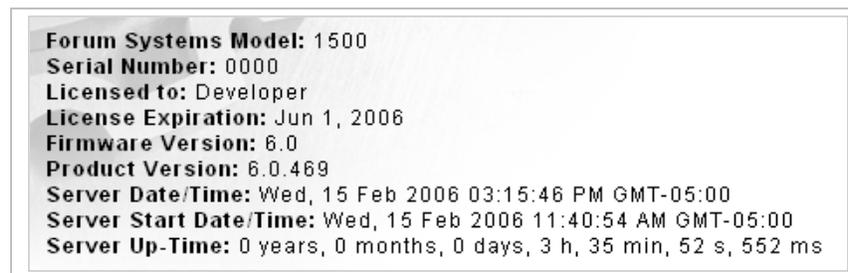 Forum Systems Model: 1500
Serial Number: 0000
Licensed to: Developer
License Expiration: Jun 1, 2006
Firmware Version: 6.0
Product Version: 6.0.469
Server Date/Time: Wed, 15 Feb 2006 03:15:46 PM GMT-05:00
Server Start Date/Time: Wed, 15 Feb 2006 11:40:54 AM GMT-05:00
Server Up-Time: 0 years, 0 months, 0 days, 3 h, 35 min, 52 s, 552 ms